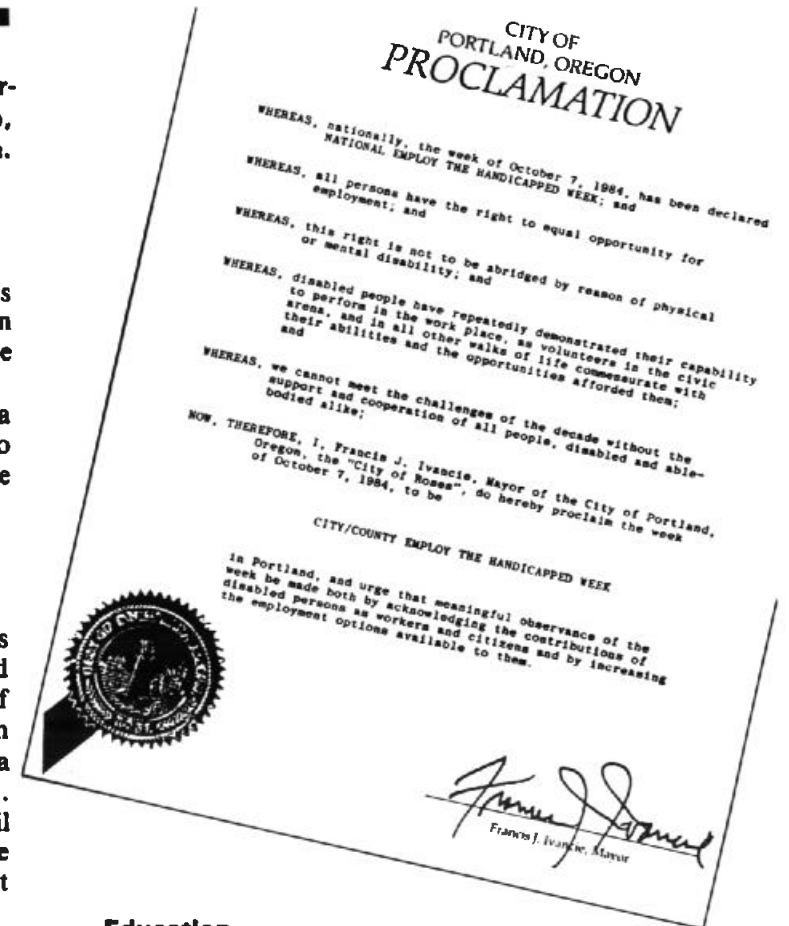 CITY OF
PORTLAND, OREGON
PROCLAMATION
WHEREAS, nationally, the week of October 7, 1984, has been declared
NATIONAL EMPLOY THE HANDICAPPED WEEK; and
WHEREAS, all persons have the right to equal opportunity for
employment; and
WHEREAS, this right is not to be abridged by reason of physical
or mental disability; and
WHEREAS, disabled people have repeatedly demonstrated their capability
to perform in the work place, as volunteers in the civic
arena, and in all other walks of life commensurate with
their abilities and the opportunities afforded them;
and
WHEREAS, we cannot meet the challenges of the decade without the
support and cooperation of all people, disabled and able-
bodied alike;
NOW, THEREFORE, I, Francis J. Ivancie, Mayor of the City of Portland,
Oregon, the "City of Roses", do hereby proclaim the week
of October 7, 1984, to be
CITY/COUNTY EMPLOY THE HANDICAPPED WEEK
in Portland, and urge that meaningful observance of the
week be made both by acknowledging the contributions of
disabled persons as workers and citizens and by increasing
the employment options available to them.
Francis J. Ivancie
Francis J. Ivancie, Mayor
Education